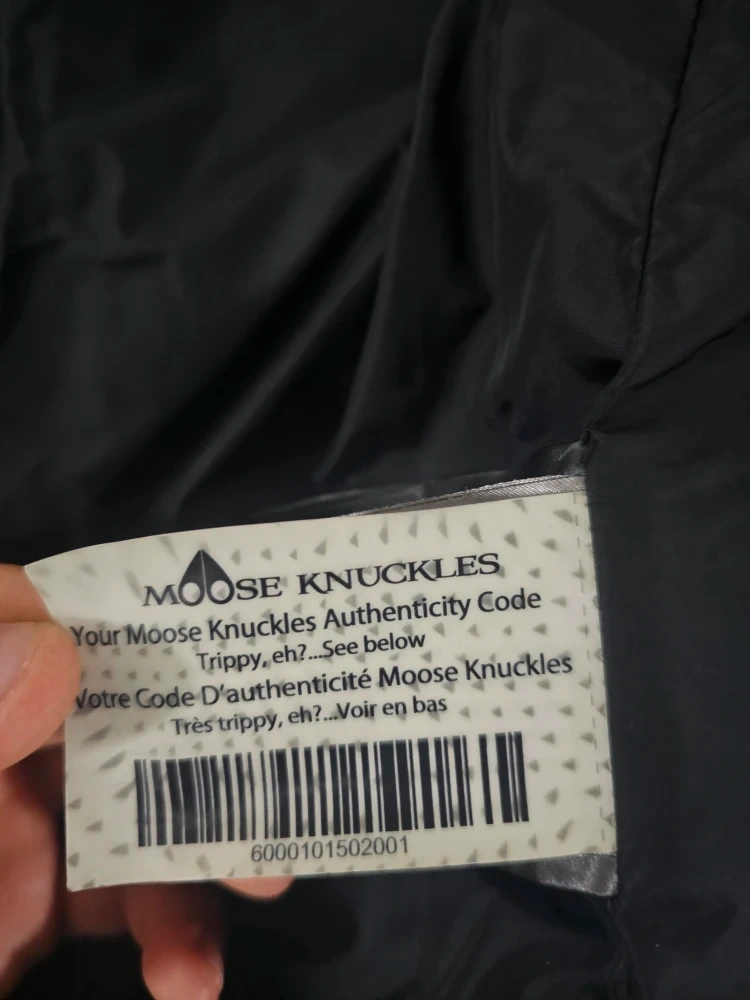 MOOSE KNUCKLES
Your Moose Knuckles Authenticity Code
Trippy, eh?...See below
Votre Code D'authenticité Moose Knuckles
Très trippy, eh?...Voir en bas
6000101502001